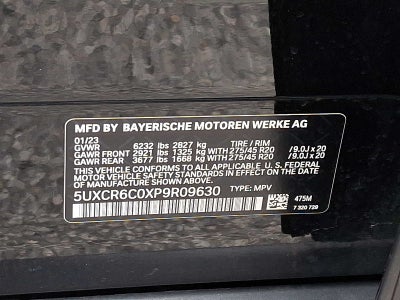 MFD BY BAYERISCHE MOTOREN WERKE AG
01/23
GVWR 6232 lbs 2827 kg TIRE / RIM
GAWR FRONT 2921 lbs 1325 kg WITH 275/45 R20 /9.0J x 20
GAWR REAR 3677 lbs 1668 kg WITH 275/45 R20 /9.0J x 20
THIS VEHICLE CONFORMS TO ALL APPLICABLE U. S. FEDERAL
MOTOR VEHICLE SAFETY STANDARDS IN EFFECT ON THE
DATE OF MANUFACTURE SHOWN ABOVE.
5UXCR6C0XP9R09630 TYPE: MPV
475M
7 320 729